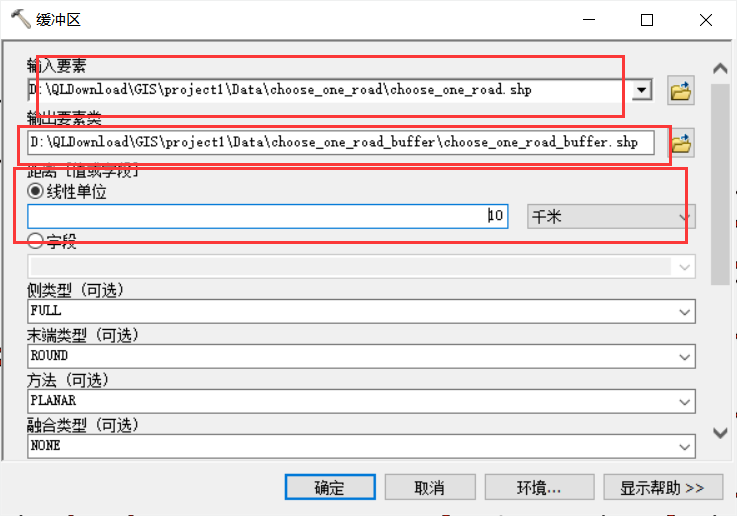 缓冲区
输入要素
D:\QLDownload\GIS\project1\Data\choose_one_road\choose_one_road.shp
输出要素类
D:\QLDownload\GIS\project1\Data\choose_one_road_buffer\choose_one_road_buffer.shp
距离 [值或字段]
线性单位
10 千米
字段
侧类型 (可选)
FULL
末端类型 (可选)
ROUND
方法 (可选)
PLANAR
融合类型 (可选)
NONE
确定 取消 环境... 显示帮助 >>